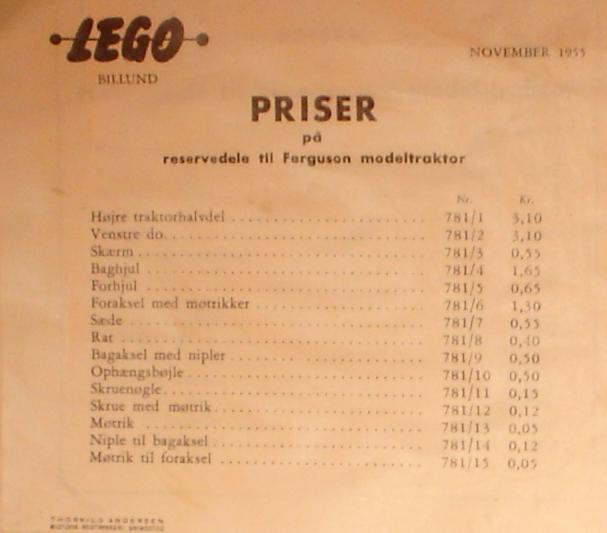 LEGO
BILLUND
NOVEMBER 1955
PRISER
på
reservedele til Ferguson modeltraktor
Nr. Kr.
Højre traktorhalvdel 781/1 3,10
Venstre do. 781/2 3,10
Skærm 781/3 0,55
Baghjul 781/4 1,65
Forhjul 781/5 0,65
Foraksel med møtrikker 781/6 1,30
Sæde 781/7 0,55
Rat 781/8 0,40
Bagaksel med nipler 781/9 0,50
Ophængsbøjle 781/10 0,50
Skruenøgle 781/11 0,15
Skrue med møtrik 781/12 0,12
Møtrik 781/13 0,05
Niple til bagaksel 781/14 0,12
Møtrik til foraksel 781/15 0,05
THORKILD ANDERSEN